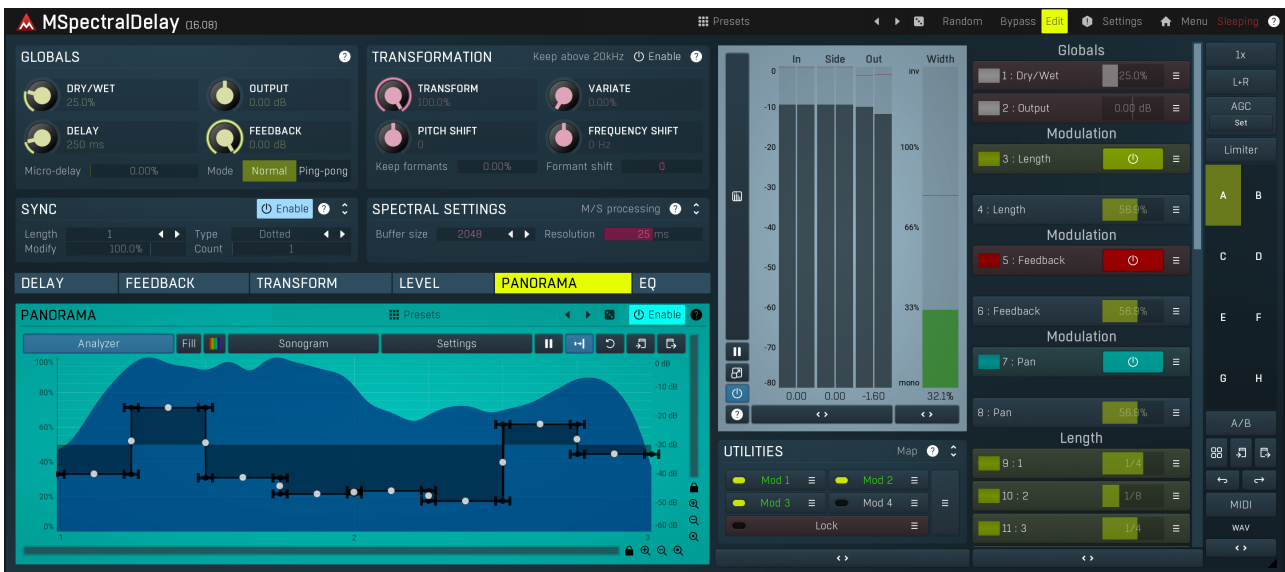 MSpectralDelay (16.08) Presets Random Bypass Edit Settings Menu Sleeping ?
GLOBALS ?
DRY/WET
25.0%
OUTPUT
0.00 dB
DELAY
250 ms
FEEDBACK
0.00 dB
Micro-delay 0.00% Mode Normal Ping-pong
TRANSFORMATION Keep above 20kHz Enable ?
TRANSFORM
100.0%
VARIATE
0.00%
PITCH SHIFT
0
FREQUENCY SHIFT
0 Hz
Keep formants 0.00% Formant shift 0
SYNC Enable ?
Length 1 Type Dotted
Modify 100.0% Count 1
SPECTRAL SETTINGS M/S processing ?
Buffer size 2048 Resolution 25 ms
DELAY FEEDBACK TRANSFORM LEVEL PANORAMA EQ
PANORAMA Presets Enable ?
Analyzer Fill Sonogram Settings
100% 0 dB
80% -10 dB
60% -20 dB
-30 dB
40% -40 dB
20% -50 dB
0% -60 dB
1 2 3
In Side Out Width
0 inv
-10
-20 100%
-30
-40 66%
-50
-60 33%
-70
-80 mono
0.00 0.00 -1.60 32.1%
?
UTILITIES Map ?
Mod 1 Mod 2
Mod 3 Mod 4
Lock
Globals
1 : Dry/Wet 25.0%
2 : Output 0.00 dB
Modulation
3 : Length
4 : Length 56.9%
Modulation
5 : Feedback
6 : Feedback 56.9%
Modulation
7 : Pan
8 : Pan 56.9%
Length
9 : 1 1/4
10 : 2 1/8
11 : 3 1/4
1x
L+R
AGC
Set
Limiter
A B
C D
E F
G H
A/B
MIDI
WAV